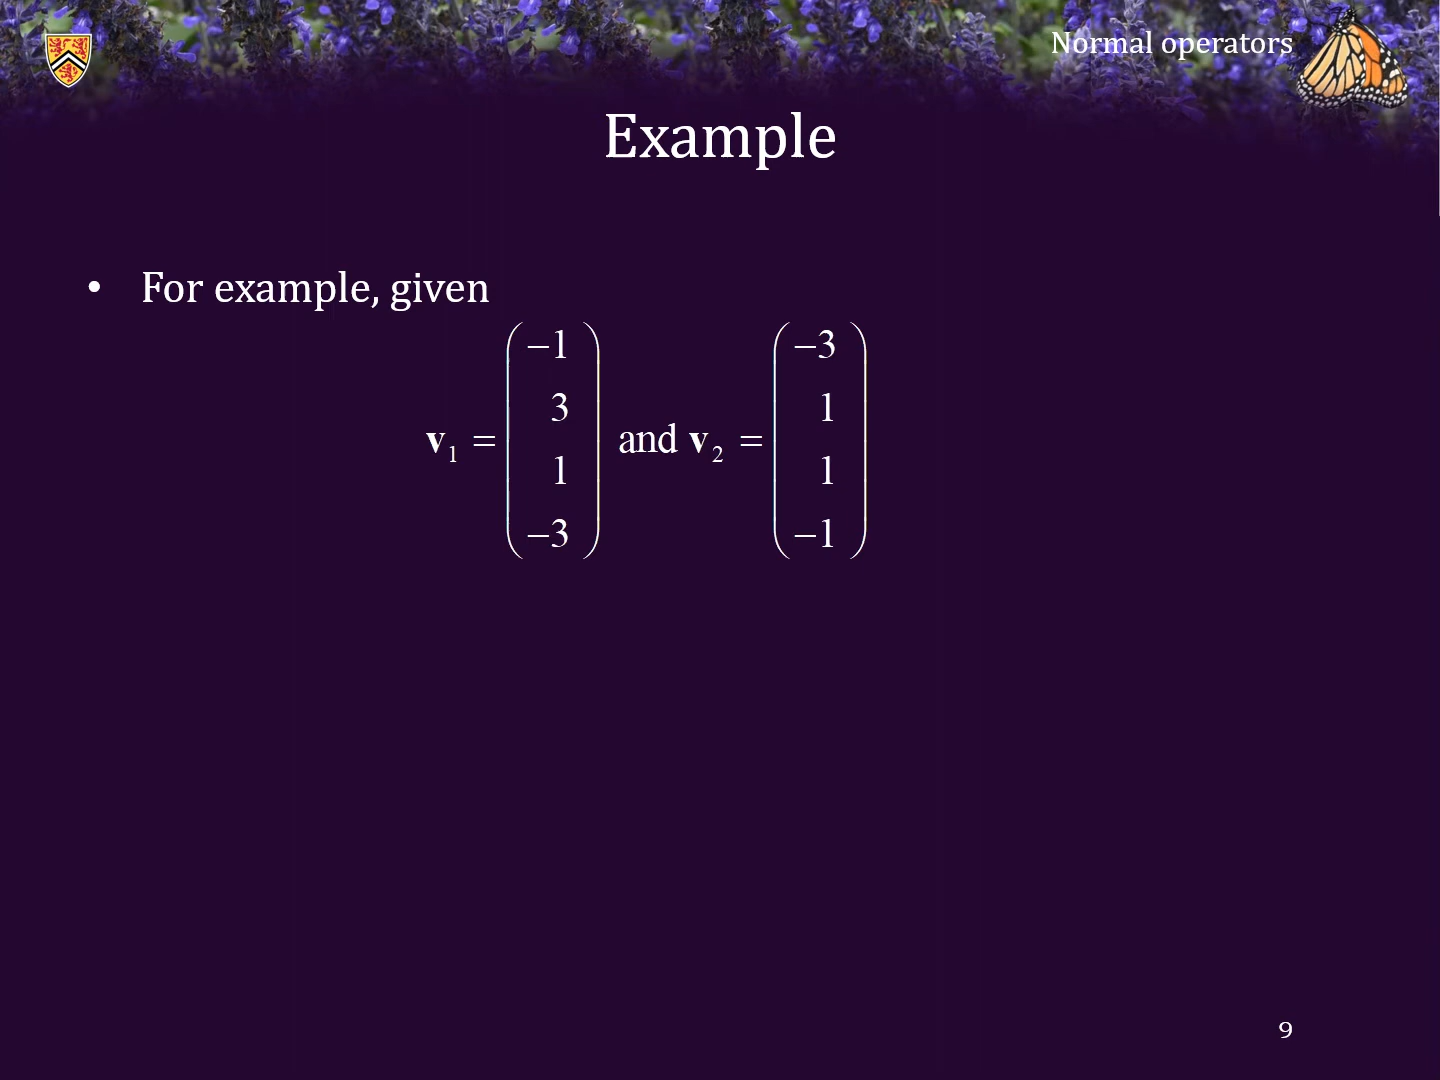 Normal operators
Example
• For example, given
v₁ = (−1 3 1 −3) and v₂ = (−3 1 1 −1)
9